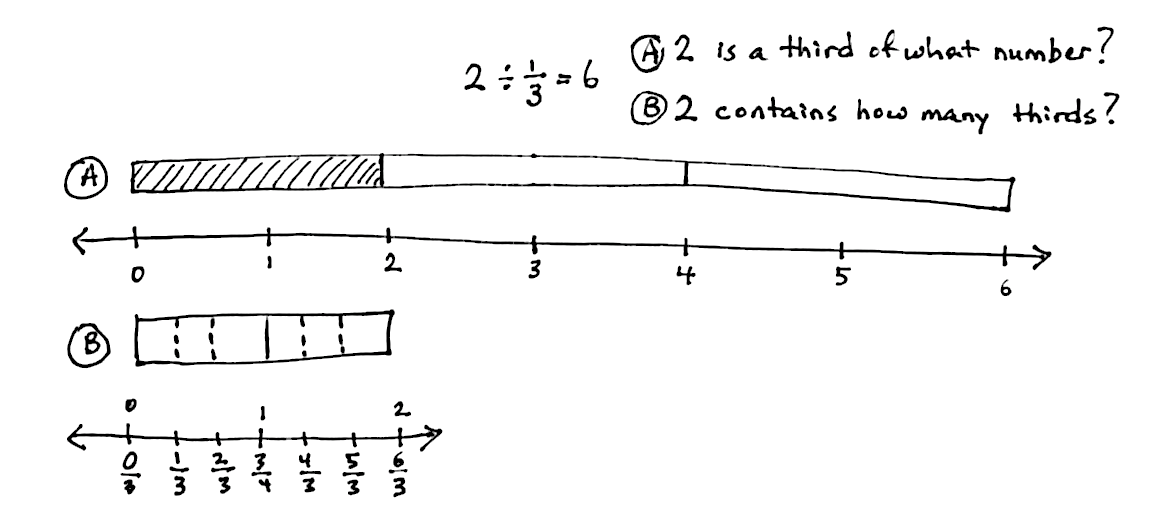 2 ÷ 1/3 = 6
Ⓐ 2 is a third of what number?
Ⓑ 2 contains how many thirds?
Ⓐ
0 1 2 3 4 5 6
Ⓑ
0 1 2
0/3 1/3 2/3 3/4 4/3 5/3 6/3